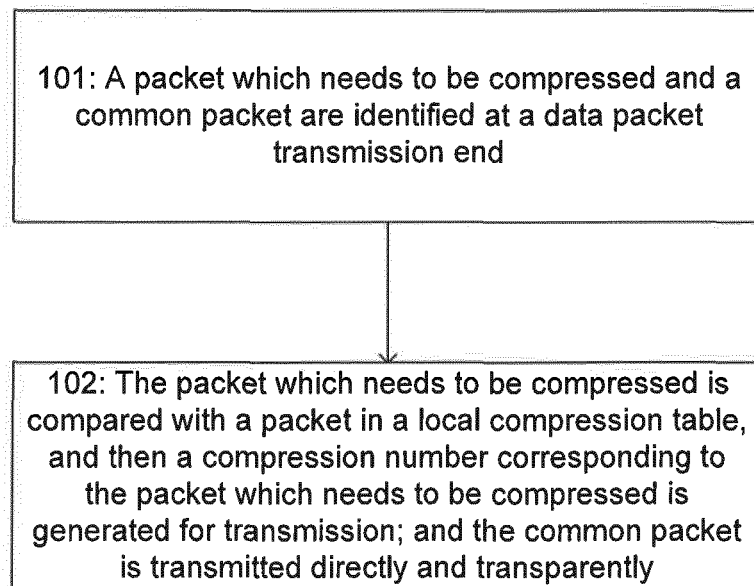 101: A packet which needs to be compressed and a
common packet are identified at a data packet
transmission end
102: The packet which needs to be compressed is
compared with a packet in a local compression table,
and then a compression number corresponding to
the packet which needs to be compressed is
generated for transmission; and the common packet
is transmitted directly and transparently